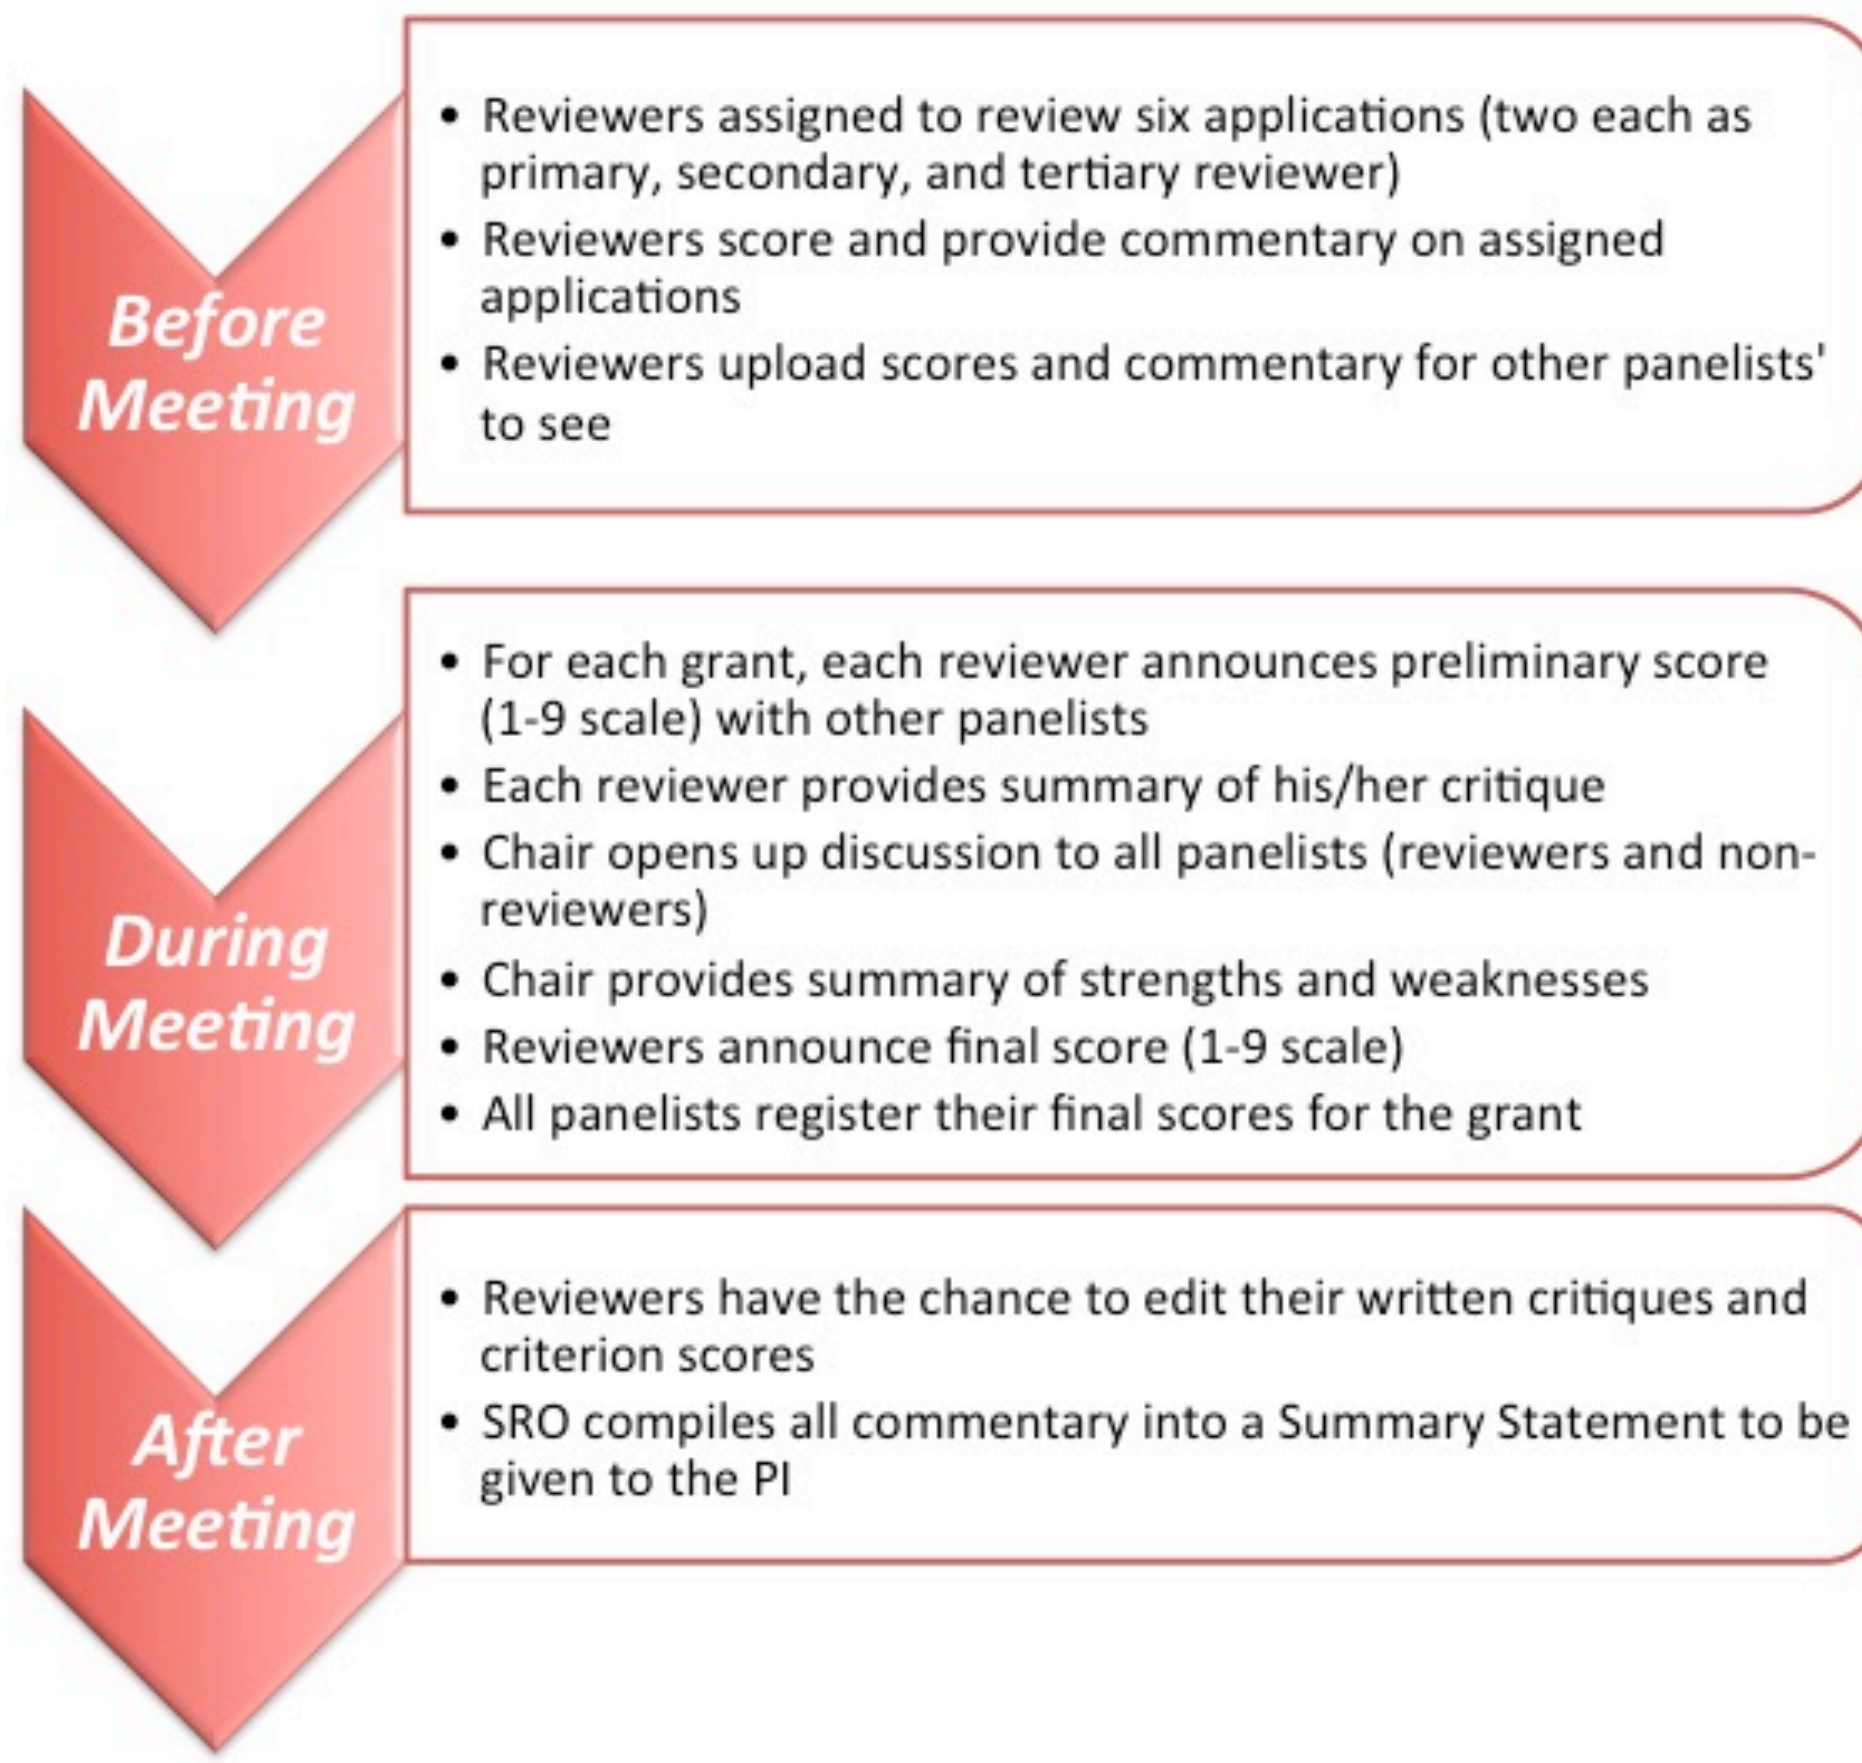 Before
Meeting
• Reviewers assigned to review six applications (two each as
primary, secondary, and tertiary reviewer)
• Reviewers score and provide commentary on assigned
applications
• Reviewers upload scores and commentary for other panelists'
to see
During
Meeting
• For each grant, each reviewer announces preliminary score
(1-9 scale) with other panelists
• Each reviewer provides summary of his/her critique
• Chair opens up discussion to all panelists (reviewers and non-
reviewers)
• Chair provides summary of strengths and weaknesses
• Reviewers announce final score (1-9 scale)
• All panelists register their final scores for the grant
After
Meeting
• Reviewers have the chance to edit their written critiques and
criterion scores
• SRO compiles all commentary into a Summary Statement to be
given to the PI